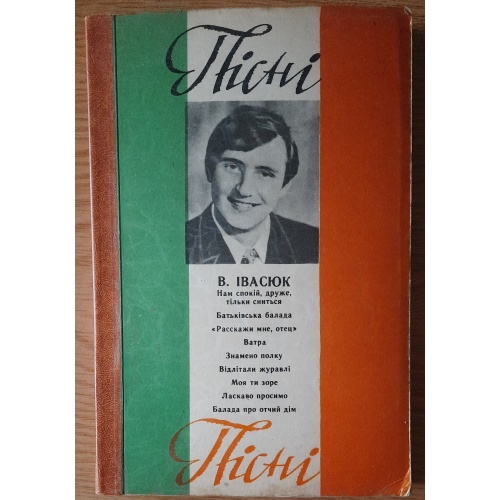 Пісні
В. ІВАСЮК
Нам спокій, друже,
тільки сниться
Батьківська балада
«Расскажи мне, отец»
Ватра
Знамено полку
Відлітали журавлі
Моя ти зоре
Ласкаво просимо
Балада про отчий дім
Пісні